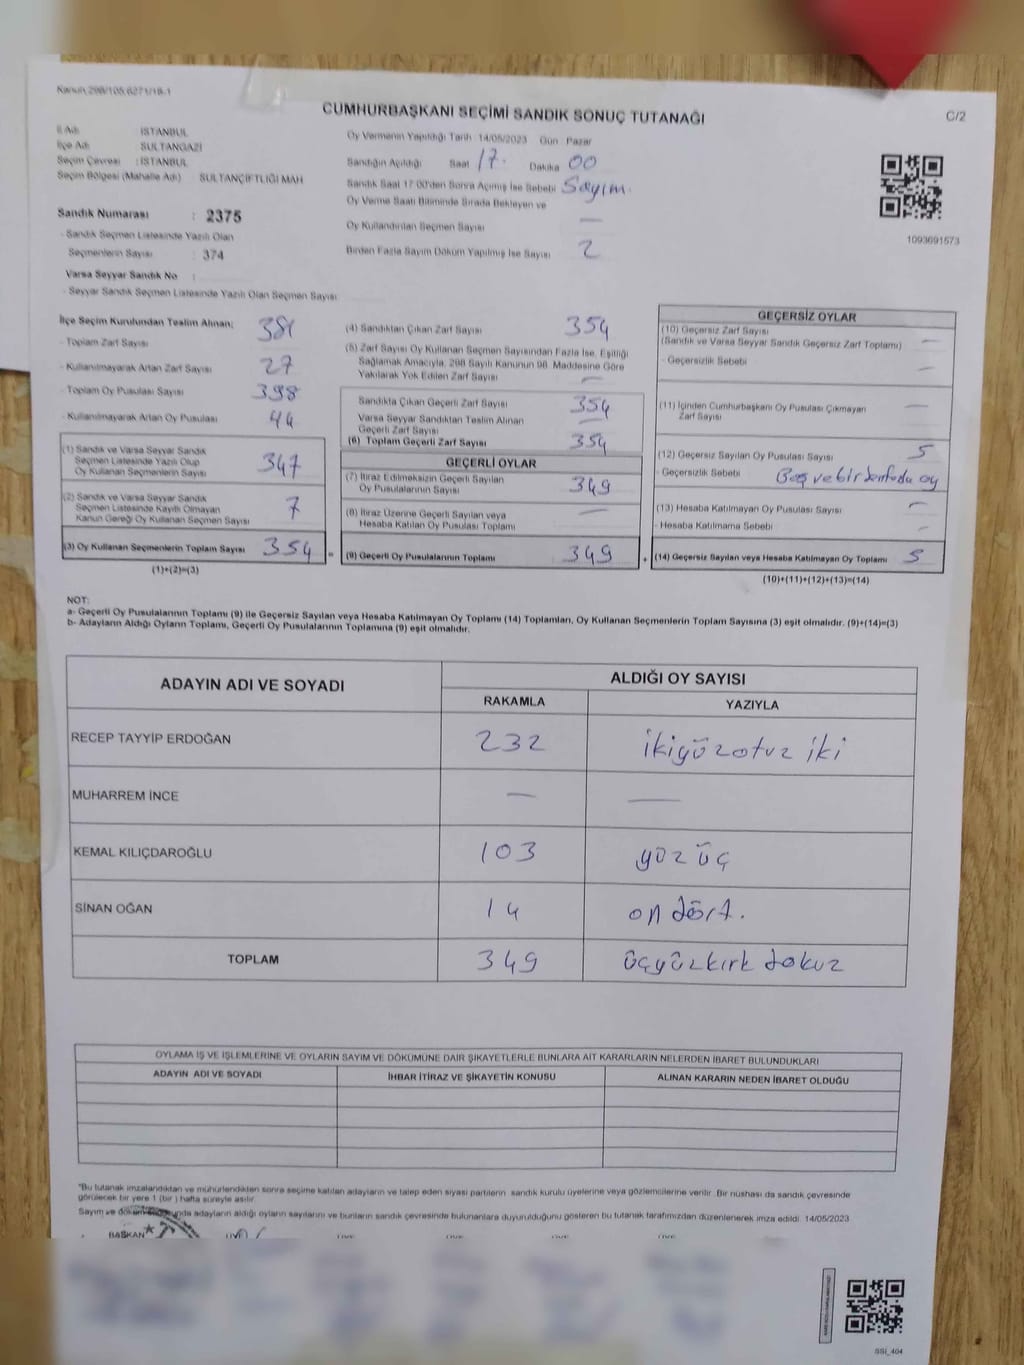 Kanun:298/105;6271/18-1
CUMHURBAŞKANI SEÇİMİ SANDIK SONUÇ TUTANAĞI
C/2
İl Adı : İSTANBUL
İlçe Adı : SULTANGAZİ
Seçim Çevresi : İSTANBUL
Seçim Bölgesi (Mahalle Adı) SULTANÇİFTLİĞİ MAH
Sandık Numarası : 2375
- Sandık Seçmen Listesinde Yazılı Olan
Seçmenlerin Sayısı : 374
Varsa Seyyar Sandık No :
- Seyyar Sandık Seçmen Listesinde Yazılı Olan Seçmen Sayısı
Oy Vermenin Yapıldığı Tarih 14/05/2023 Gün Pazar
Sandığın Açıldığı Saat 17. Dakika 00
Sandık Saat 17:00'den Sonra Açılmış İse Sebebi Sayım.
Oy Verme Saati Bitiminde Sırada Bekleyen ve
Oy Kullandırılan Seçmen Sayısı —
Birden Fazla Sayım Döküm Yapılmış İse Sayısı 2
1093691573
İlçe Seçim Kurulundan Teslim Alınan:
- Toplam Zarf Sayısı 381
- Kullanılmayarak Artan Zarf Sayısı 27
- Toplam Oy Pusulası Sayısı 398
- Kullanılmayarak Artan Oy Pusulası 44
(1) Sandık ve Varsa Seyyar Sandık
Seçmen Listesinde Yazılı Olup
Oy Kullanan Seçmenlerin Sayısı 347
(2) Sandık ve Varsa Seyyar Sandık
Seçmen Listesinde Kayıtlı Olmayan
Kanun Gereği Oy Kullanan Seçmen Sayısı 7
(3) Oy Kullanan Seçmenlerin Toplam Sayısı 354
(1)+(2)=(3)
=
(4) Sandıktan Çıkan Zarf Sayısı 354
(5) Zarf Sayısı Oy Kullanan Seçmen Sayısından Fazla İse, Eşitliği
Sağlamak Amacıyla, 298 Sayılı Kanunun 98. Maddesine Göre
Yakılarak Yok Edilen Zarf Sayısı —
Sandıkta Çıkan Geçerli Zarf Sayısı 354
Varsa Seyyar Sandıktan Teslim Alınan
Geçerli Zarf Sayısı —
(6) Toplam Geçerli Zarf Sayısı 354
GEÇERLİ OYLAR
(7) İtiraz Edilmeksizin Geçerli Sayılan
Oy Pusulalarının Sayısı 349
(8) İtiraz Üzerine Geçerli Sayılan veya
Hesaba Katılan Oy Pusulası Toplamı —
(9) Geçerli Oy Pusulalarının Toplamı 349
+
GEÇERSİZ OYLAR
(10) Geçersiz Zarf Sayısı —
(Sandık ve Varsa Seyyar Sandık Geçersiz Zarf Toplamı)
- Geçersizlik Sebebi —
(11) İçinden Cumhurbaşkanı Oy Pusulası Çıkmayan
Zarf Sayısı —
(12) Geçersiz Sayılan Oy Pusulası Sayısı 5
- Geçersizlik Sebebi Boş ve bir
(13) Hesaba Katılmayan Oy Pusulası Sayısı —
- Hesaba Katılmama Sebebi —
(14) Geçersiz Sayılan veya Hesaba Katılmayan Oy Toplamı 5
(10)+(11)+(12)+(13)=(14)
NOT:
a- Geçerli Oy Pusulalarının Toplamı (9) ile Geçersiz Sayılan veya Hesaba Katılmayan Oy Toplamı (14) Toplamları, Oy Kullanan Seçmenlerin Toplam Sayısına (3) eşit olmalıdır. (9)+(14)=(3)
b- Adayların Aldığı Oyların Toplamı, Geçerli Oy Pusulalarının Toplamına (9) eşit olmalıdır.
ADAYIN ADI VE SOYADI ALDIĞI OY SAYISI
RAKAMLA YAZIYLA
RECEP TAYYİP ERDOĞAN 232 ikiyüzotuz iki
MUHARREM İNCE — —
KEMAL KILIÇDAROĞLU 103 yüz üç
SİNAN OĞAN 14 on dört.
TOPLAM 349 üçyüzkırk dokuz
OYLAMA İŞ VE İŞLEMLERİNE VE OYLARIN SAYIM VE DÖKÜMÜNE DAİR ŞİKAYETLERLE BUNLARA AİT KARARLARIN NELERDEN İBARET BULUNDUKLARI
ADAYIN ADI VE SOYADI İHBAR İTİRAZ VE ŞİKAYETİN KONUSU ALINAN KARARIN NEDEN İBARET OLDUĞU
*Bu tutanak imzalandıktan ve mühürlendikten sonra seçime katılan adayların ve talep eden siyasi partilerin sandık kurulu üyelerine veya gözlemcilerine verilir. Bir nüshası da sandık çevresinde
görülecek bir yere 1 (bir ) hafta süreyle asılır.
Sayım ve döküm adayların aldığı oyların sayılarını ve bunların sandık çevresinde bulunanlara duyurulduğunu gösteren bu tutanak tarafımızdan düzenlenerek imza edildi. 14/05/2023
BAŞKAN
SSI_404